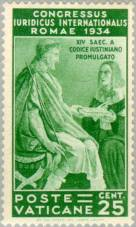 CONGRESSUS
IURIDICUS INTERNATIONALIS
ROMAE 1934
XIV SAEC. A
CODICE IUSTINIANO
PROMULGATO
POSTE
VATICANE
CENT.
25